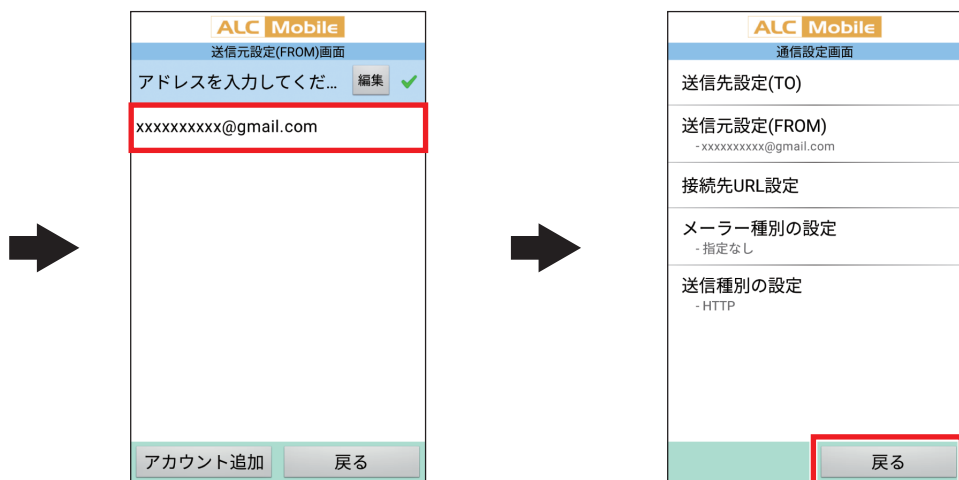 ALC Mobile
送信元設定(FROM)画面
アドレスを入力してくだ... 編集
xxxxxxxxxx@gmail.com
アカウント追加 戻る
ALC Mobile
通信設定画面
送信先設定(TO)
送信元設定(FROM)
- xxxxxxxxxx@gmail.com
接続先URL設定
メーラー種別の設定
- 指定なし
送信種別の設定
- HTTP
戻る